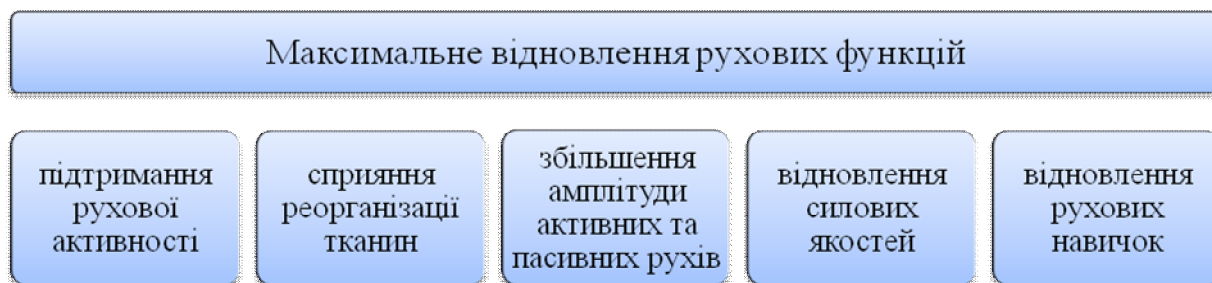 Максимальне відновлення рухових функцій
підтримання
рухової
активності
сприяння
реорганізації
тканин
збільшення
амплітуди
активних та
пасивних рухів
відновлення
силових
якостей
відновлення
рухових
навичок